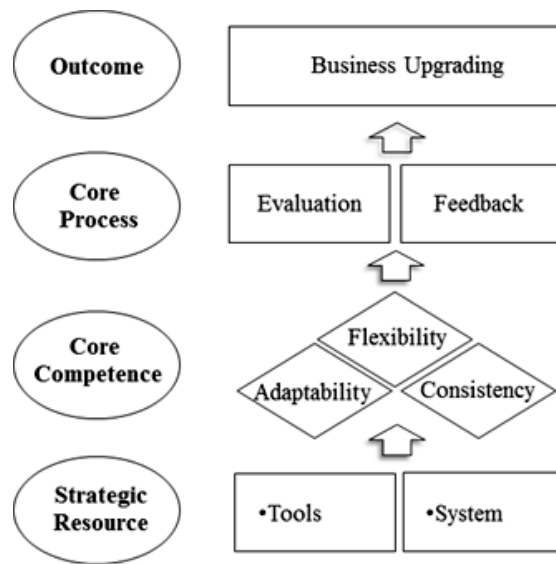 Outcome
Business Upgrading
Core
Process
Evaluation
Feedback
Core
Competence
Flexibility
Adaptability
Consistency
Strategic
Resource
•Tools
•System